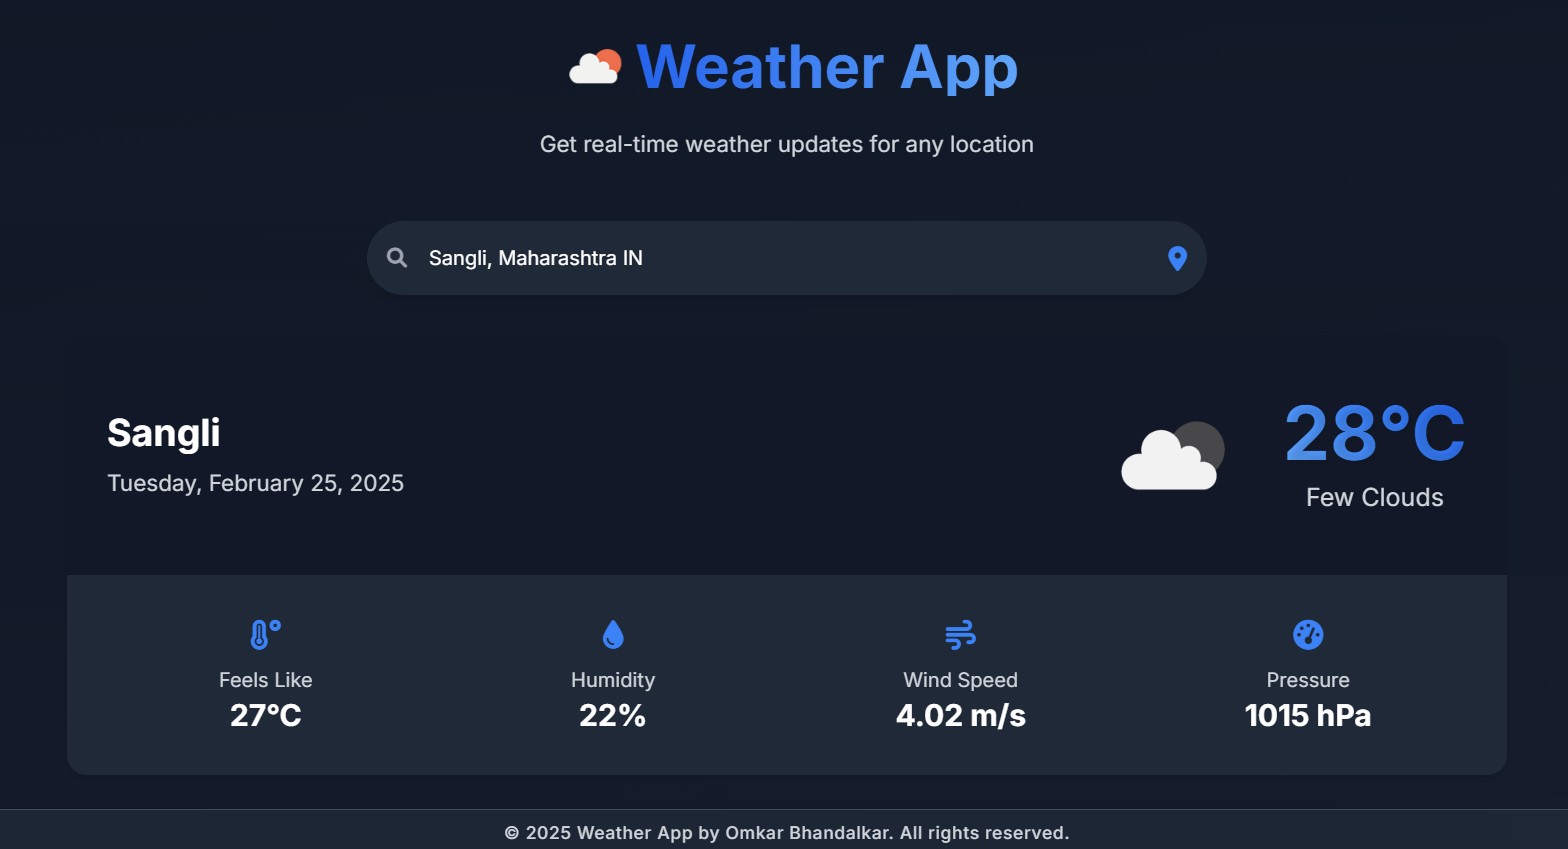 Weather App
Get real-time weather updates for any location
Sangli, Maharashtra IN
Sangli
Tuesday, February 25, 2025
28°C
Few Clouds
Feels Like
27°C
Humidity
22%
Wind Speed
4.02 m/s
Pressure
1015 hPa
© 2025 Weather App by Omkar Bhandalkar. All rights reserved.